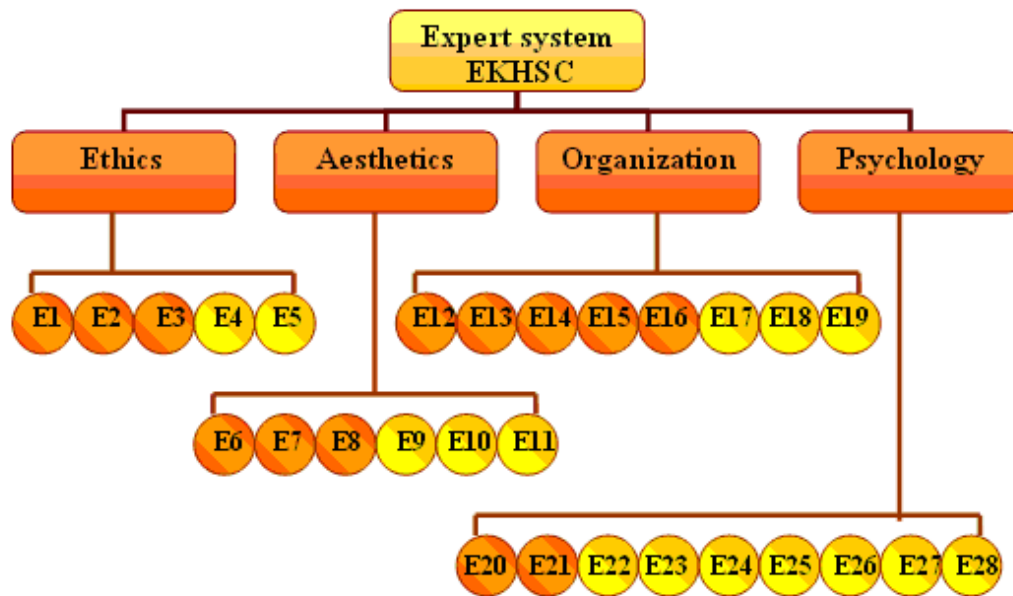 Expert system
EKHSC
Ethics Aesthetics Organization Psychology
E1 E2 E3 E4 E5 E12 E13 E14 E15 E16 E17 E18 E19
E6 E7 E8 E9 E10 E11
E20 E21 E22 E23 E24 E25 E26 E27 E28